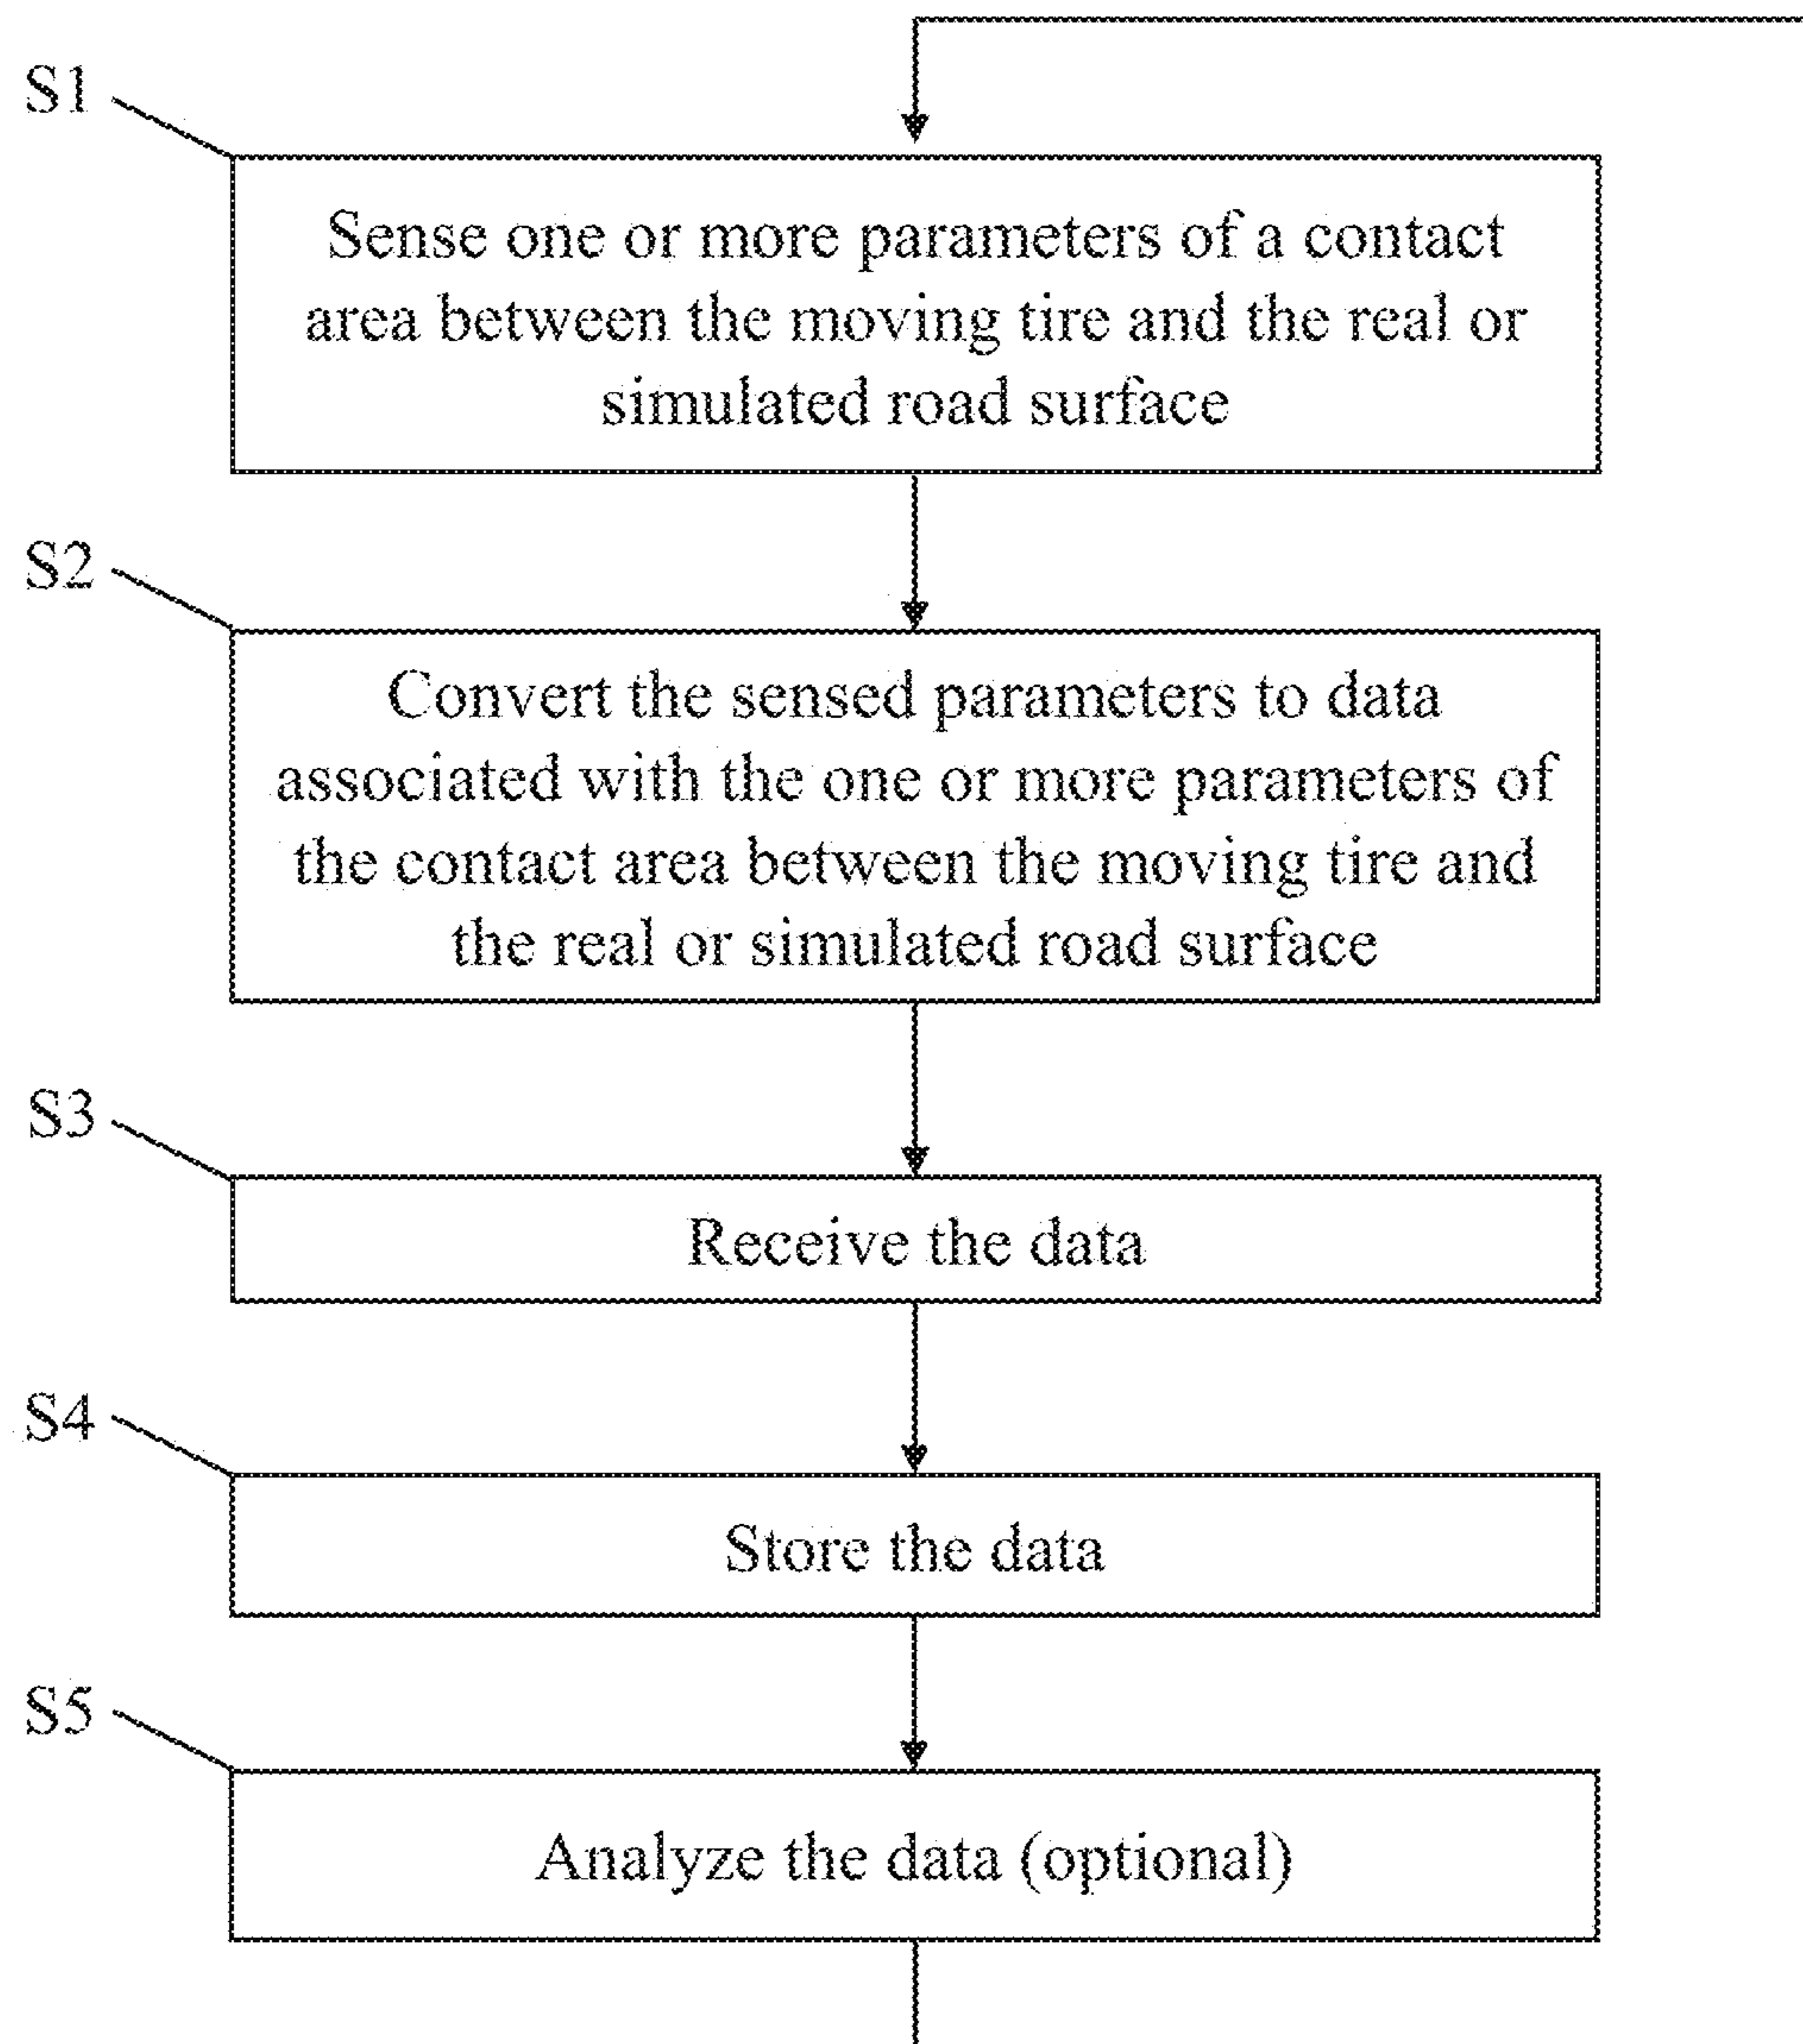 S1
Sense one or more parameters of a contact
area between the moving tire and the real or
simulated road surface
S2
Convert the sensed parameters to data
associated with the one or more parameters of
the contact area between the moving tire and
the real or simulated road surface
S3
Receive the data
S4
Store the data
S5
Analyze the data (optional)